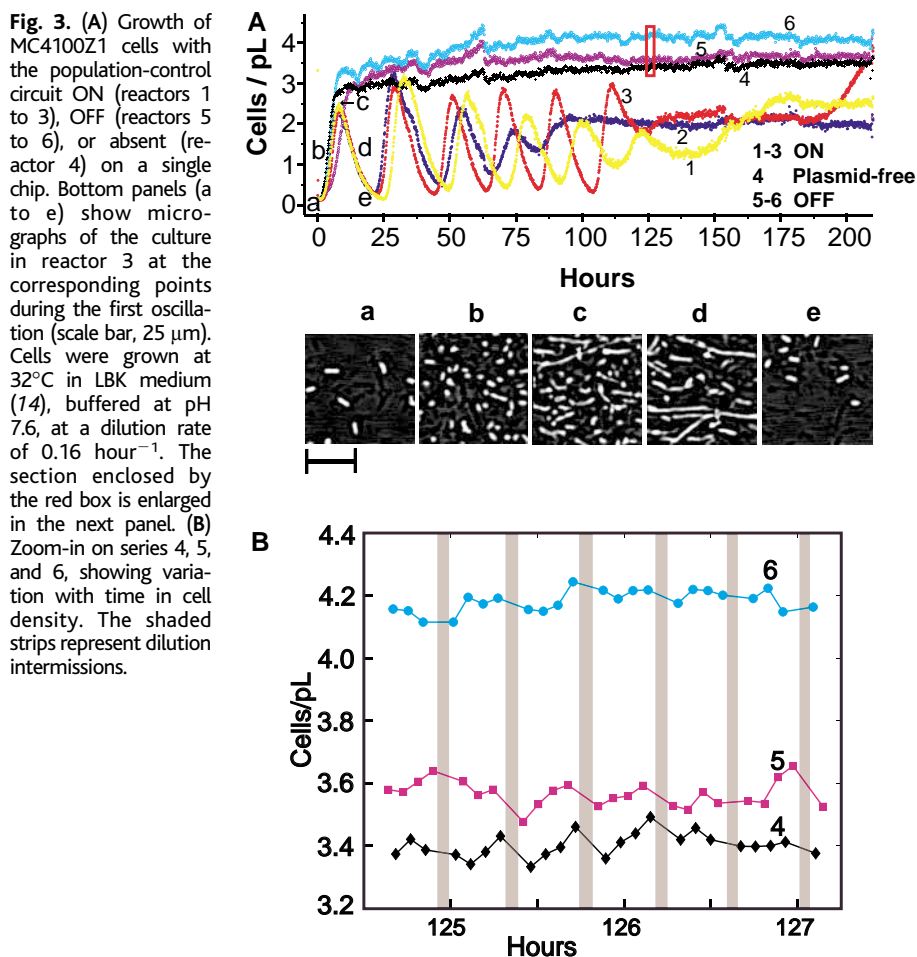 Fig. 3. (A) Growth of
MC4100Z1 cells with
the population-control
circuit ON (reactors 1
to 3), OFF (reactors 5
to 6), or absent (re-
actor 4) on a single
chip. Bottom panels (a
to e) show micro-
graphs of the culture
in reactor 3 at the
corresponding points
during the first oscilla-
tion (scale bar, 25 μm).
Cells were grown at
32°C in LBK medium
(14), buffered at pH
7.6, at a dilution rate
of 0.16 hour−1. The
section enclosed by
the red box is enlarged
in the next panel. (B)
Zoom-in on series 4, 5,
and 6, showing varia-
tion with time in cell
density. The shaded
strips represent dilution
intermissions.
A
Cells / pL
4
3
2
1
0
6
5
4
3
2
1
a
b
c
d
e
1-3 ON
4 Plasmid-free
5-6 OFF
0 25 50 75 100 125 150 175 200
Hours
a b c d e
B
Cells/pL
4.4
4.2
4.0
3.8
3.6
3.4
3.2
6
5
4
125 126 127
Hours